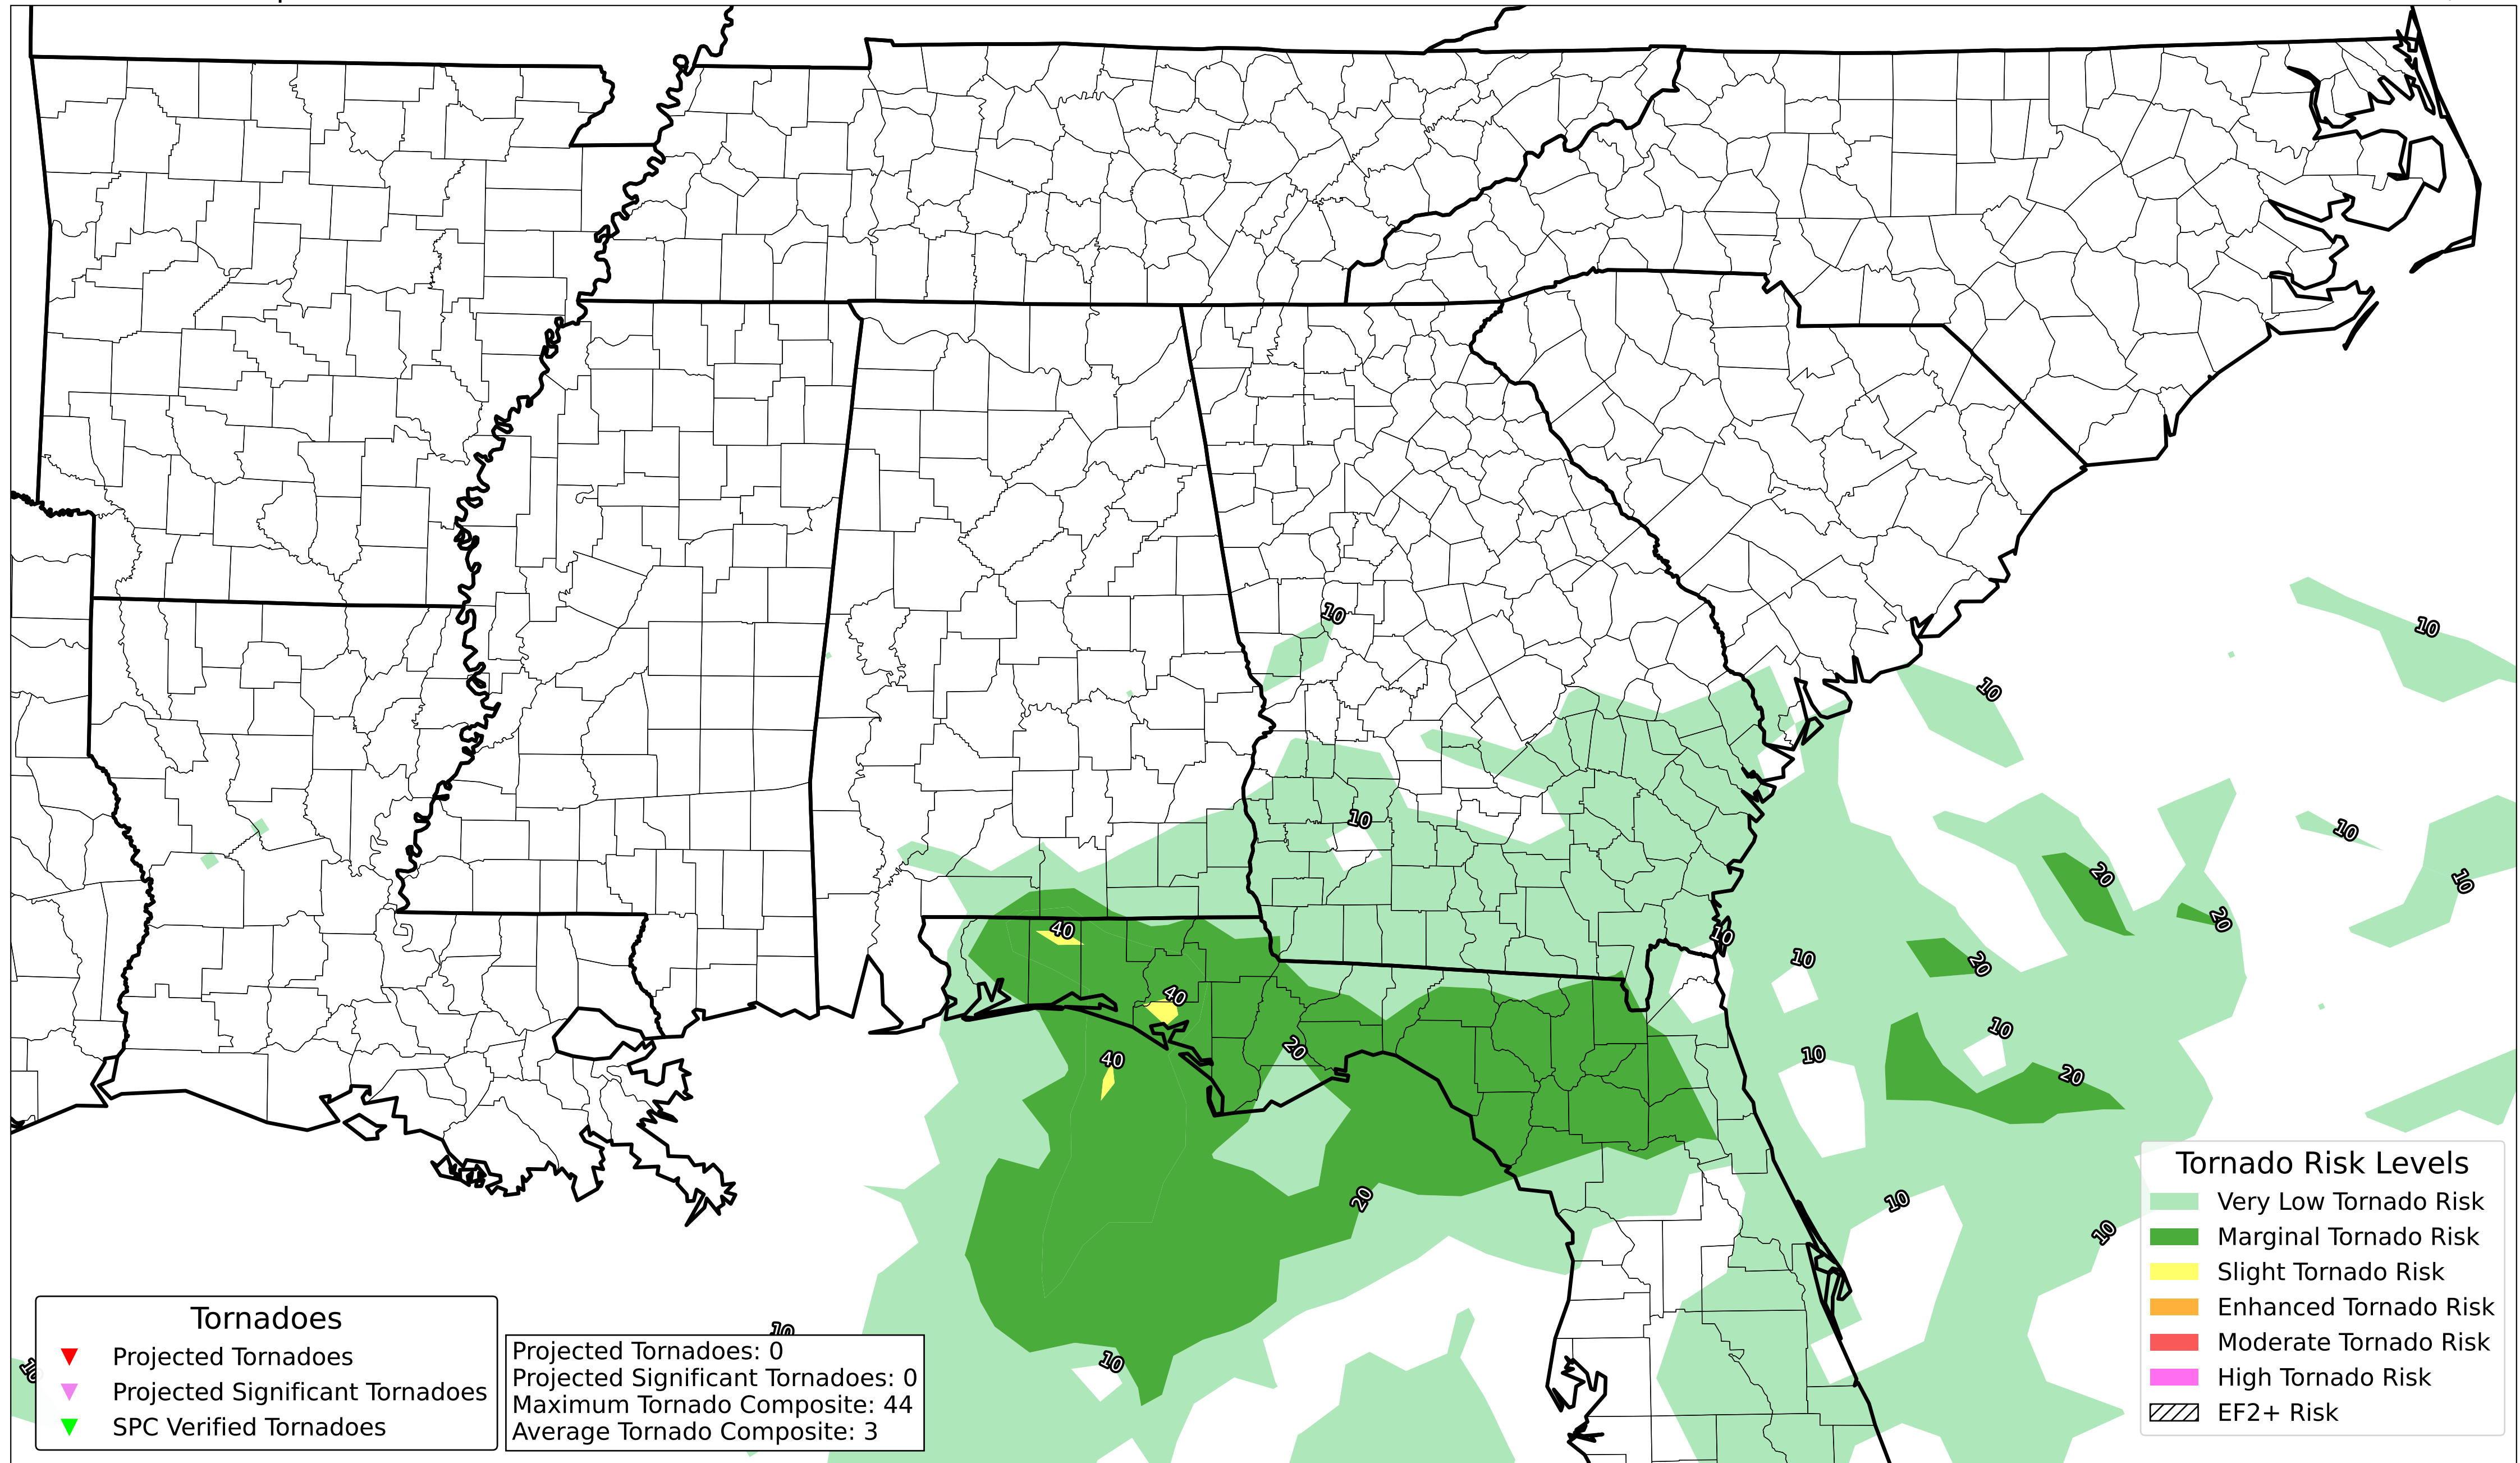 10
10
10
10
20
10
20
10
40
10
10
20
40
10
20
10
40
20
20
10
10
10
10
10
Tornadoes
Projected Tornadoes
Projected Significant Tornadoes
SPC Verified Tornadoes
Projected Tornadoes: 0
Projected Significant Tornadoes: 0
Maximum Tornado Composite: 44
Average Tornado Composite: 3
Tornado Risk Levels
Very Low Tornado Risk
Marginal Tornado Risk
Slight Tornado Risk
Enhanced Tornado Risk
Moderate Tornado Risk
High Tornado Risk
EF2+ Risk